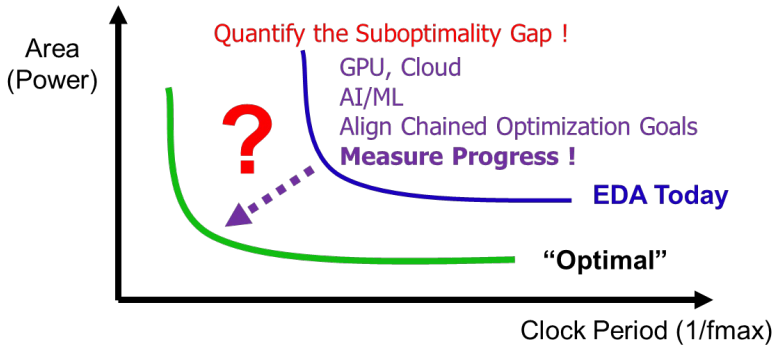 Area
(Power)
Quantify the Suboptimality Gap !
GPU, Cloud
AI/ML
Align Chained Optimization Goals
Measure Progress !
?
EDA Today
“Optimal”
Clock Period (1/fmax)